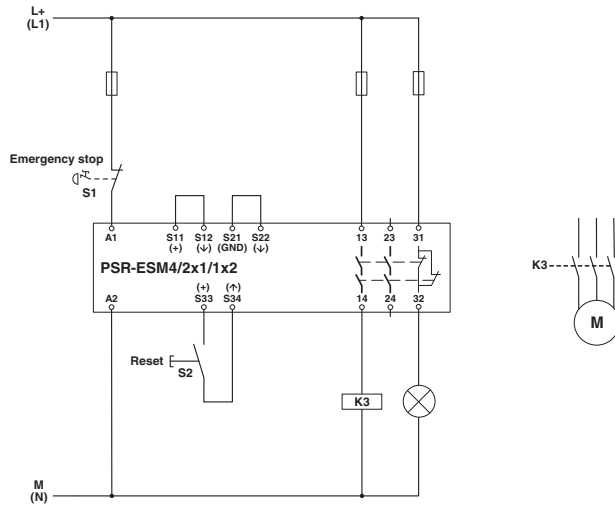 L+
(L1)
Emergency stop
S1
A1
S11
(+)
S12
(↓)
S21
(GND)
S22
(↓)
13
23
31
PSR-ESM4/2x1/1x2
(+)
(↑)
A2
S33
S34
14
24
32
Reset
S2
K3
K3
M
M
(N)